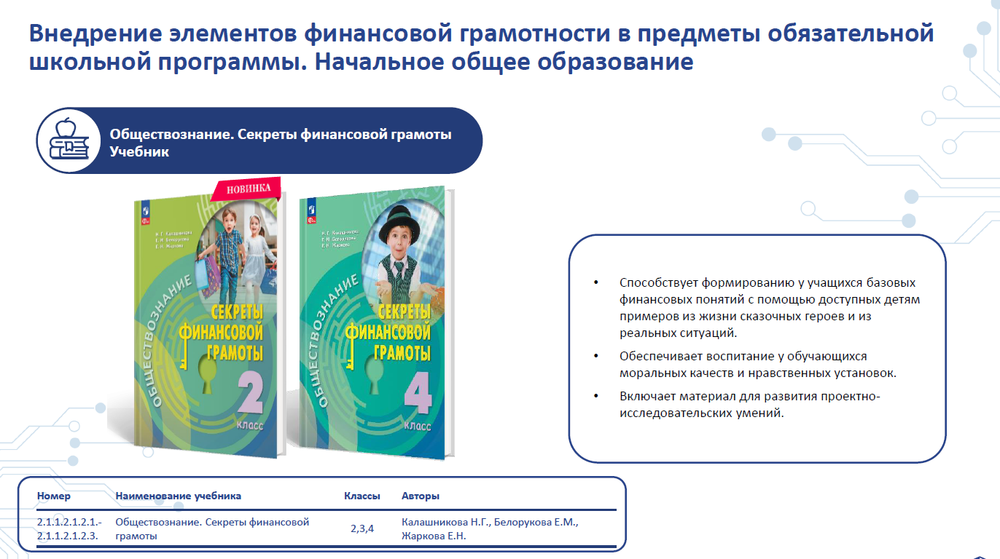 Внедрение элементов финансовой грамотности в предметы обязательной
школьной программы. Начальное общее образование
Обществознание. Секреты финансовой грамоты
Учебник
НОВИНКА
Н. Г. Калашникова
Е. М. Белорукова
Е. Н. Жаркова
ОБЩЕСТВОЗНАНИЕ
СЕКРЕТЫ
ФИНАНСОВОЙ
ГРАМОТЫ
2
класс
Н. Г. Калашникова
Е. М. Белорукова
Е. Н. Жаркова
ОБЩЕСТВОЗНАНИЕ
СЕКРЕТЫ
ФИНАНСОВОЙ
ГРАМОТЫ
4
класс
• Способствует формированию у учащихся базовых
финансовых понятий с помощью доступных детям
примеров из жизни сказочных героев и из
реальных ситуаций.
• Обеспечивает воспитание у обучающихся
моральных качеств и нравственных установок.
• Включает материал для развития проектно-
исследовательских умений.
Номер Наименование учебника Классы Авторы
2.1.1.2.1.2.1.- Обществознание. Секреты финансовой 2,3,4 Калашникова Н.Г., Белорукова Е.М.,
2.1.1.2.1.2.3. грамоты Жаркова Е.Н.